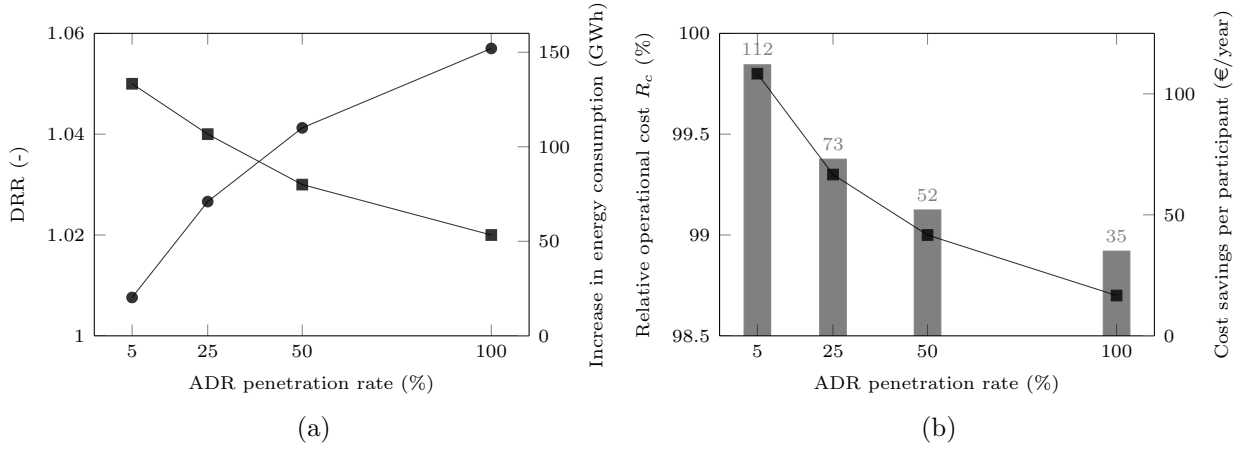 1.06
1.04
1.02
1
DRR (-)
150
100
50
0
Increase in energy consumption (GWh)
5 25 50 100
ADR penetration rate (%)
(a)
100
99.5
99
98.5
Relative operational cost R_c (%)
112
73
52
35
100
50
0
Cost savings per participant (€/year)
5 25 50 100
ADR penetration rate (%)
(b)